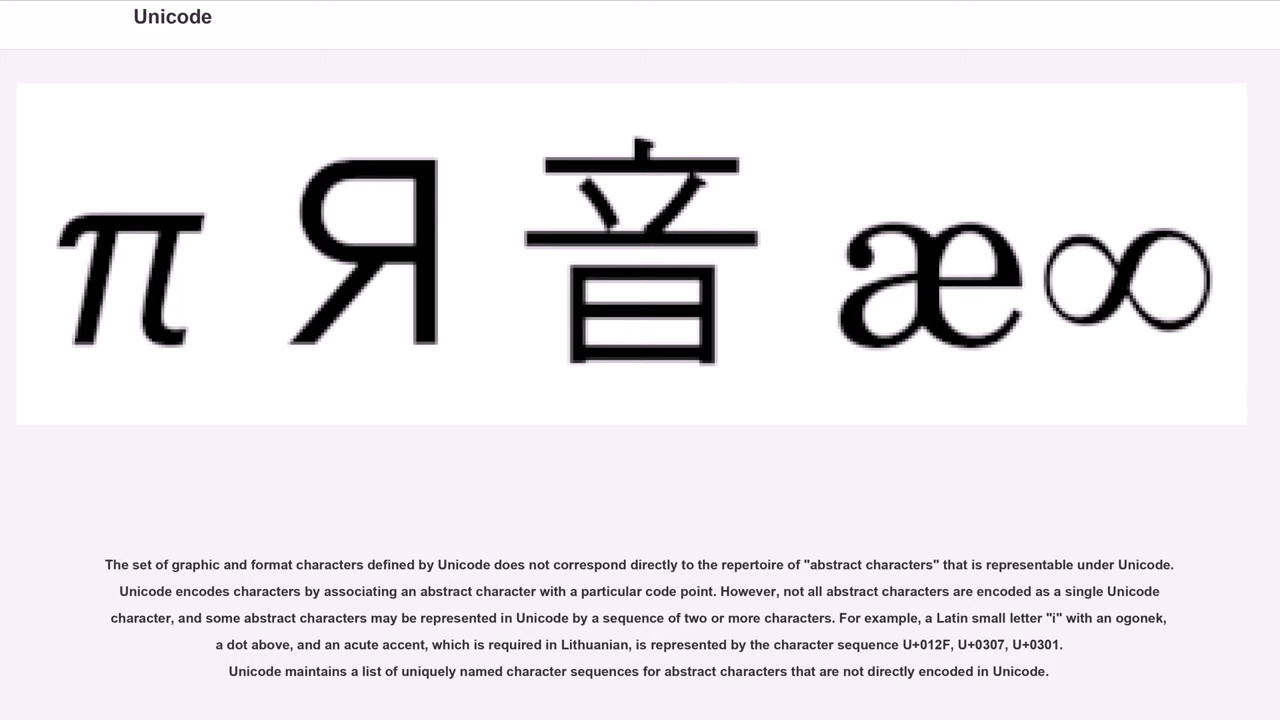 Unicode
π Я 音 æ ∞
The set of graphic and format characters defined by Unicode does not correspond directly to the repertoire of "abstract characters" that is representable under Unicode.
Unicode encodes characters by associating an abstract character with a particular code point. However, not all abstract characters are encoded as a single Unicode
character, and some abstract characters may be represented in Unicode by a sequence of two or more characters. For example, a Latin small letter "i" with an ogonek,
a dot above, and an acute accent, which is required in Lithuanian, is represented by the character sequence U+012F, U+0307, U+0301.
Unicode maintains a list of uniquely named character sequences for abstract characters that are not directly encoded in Unicode.